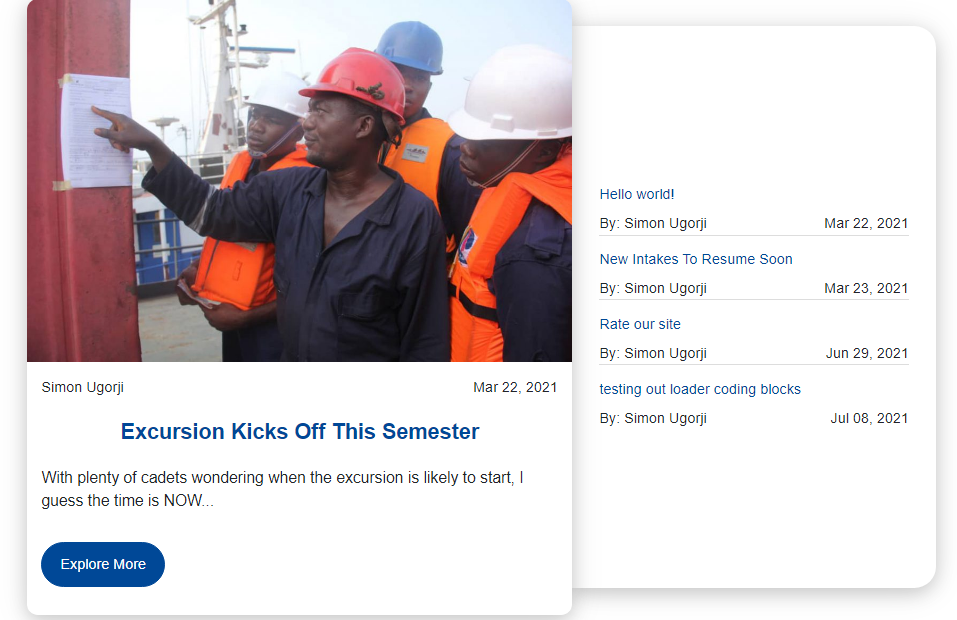 Simon Ugorji Mar 22, 2021
Excursion Kicks Off This Semester
With plenty of cadets wondering when the excursion is likely to start, I
guess the time is NOW...
Explore More
Hello world!
By: Simon Ugorji Mar 22, 2021
New Intakes To Resume Soon
By: Simon Ugorji Mar 23, 2021
Rate our site
By: Simon Ugorji Jun 29, 2021
testing out loader coding blocks
By: Simon Ugorji Jul 08, 2021